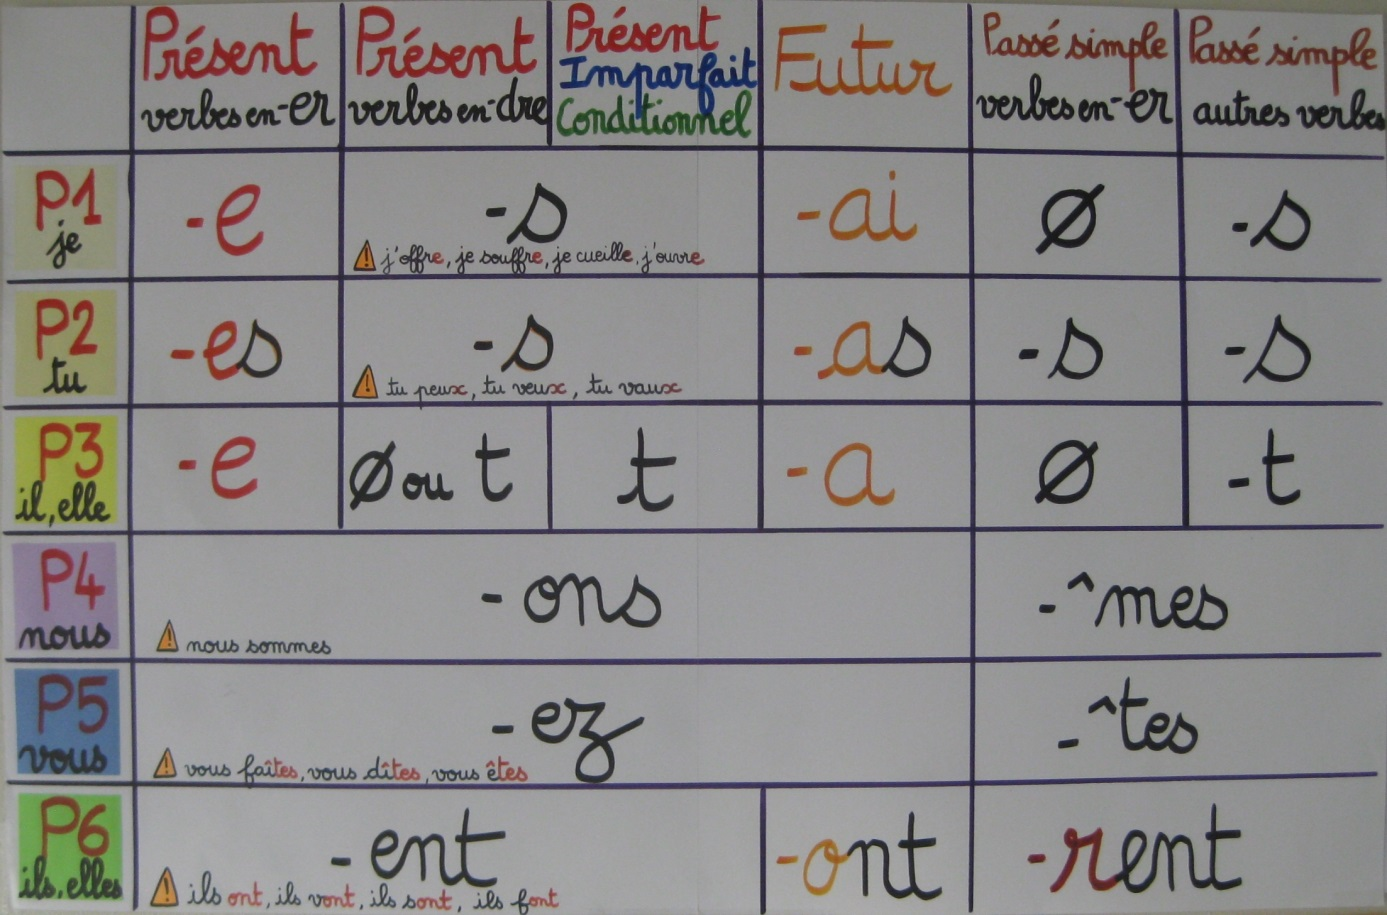 Présent verbes en -er
Présent verbes en -dre
Présent Imparfait Conditionnel
Futur
Passé simple verbes en -er
Passé simple autres verbes
P1 je
-e
-s
j'offre, je souffre, je cueille, j'ouvre
-ai
Ø
-s
P2 tu
-es
-s
tu peux, tu veux, tu vaux
-as
-s
-s
P3 il, elle
-e
Ø ou t
t
-a
Ø
-t
P4 nous
-ons
nous sommes
-^mes
P5 vous
-ez
vous faîtes, vous dîtes, vous êtes
-^tes
P6 ils, elles
-ent
ils ont, ils vont, ils sont, ils font
-ont
-rent